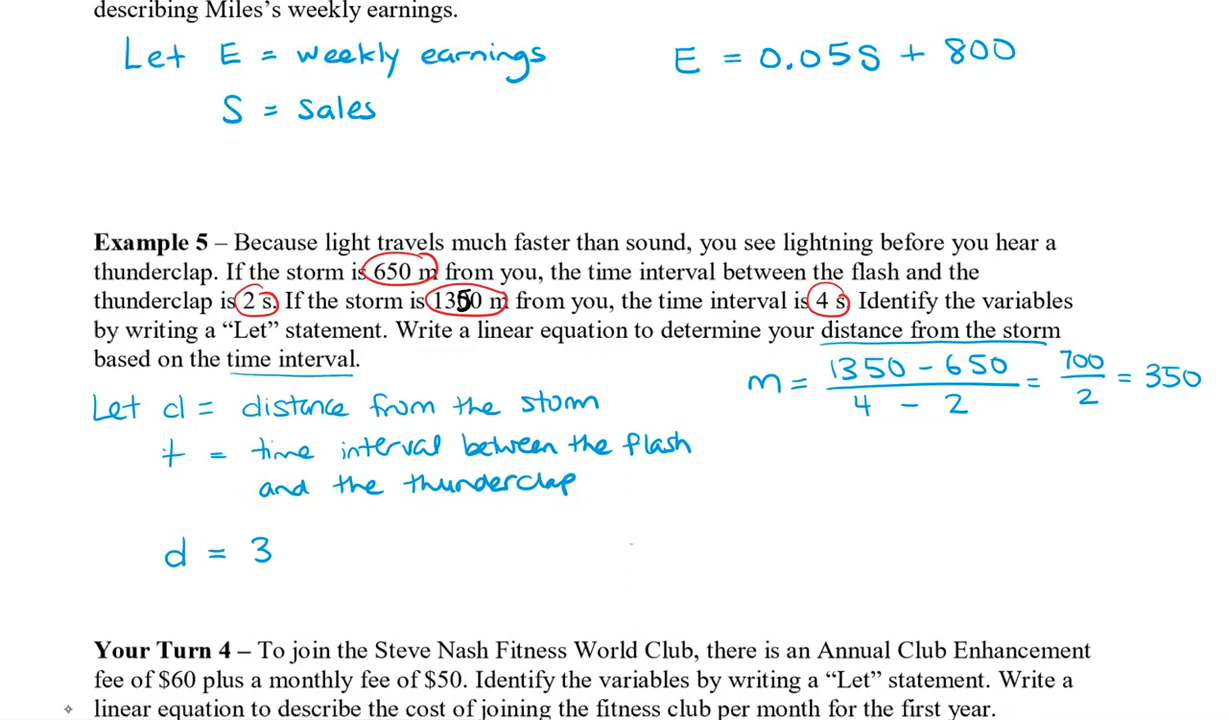 describing Miles's weekly earnings.
Let E = weekly earnings
E = 0.05S + 800
S = sales
Example 5 – Because light travels much faster than sound, you see lightning before you hear a
thunderclap. If the storm is 650 m from you, the time interval between the flash and the
thunderclap is 2 s. If the storm is 1350 m from you, the time interval is 4 s. Identify the variables
by writing a “Let” statement. Write a linear equation to determine your distance from the storm
based on the time interval.
m = 1350 - 650 / 4 - 2 = 700 / 2 = 350
Let d = distance from the storm
t = time interval between the flash
and the thunderclap
d = 3
Your Turn 4 – To join the Steve Nash Fitness World Club, there is an Annual Club Enhancement
fee of $60 plus a monthly fee of $50. Identify the variables by writing a “Let” statement. Write a
linear equation to describe the cost of joining the fitness club per month for the first year.